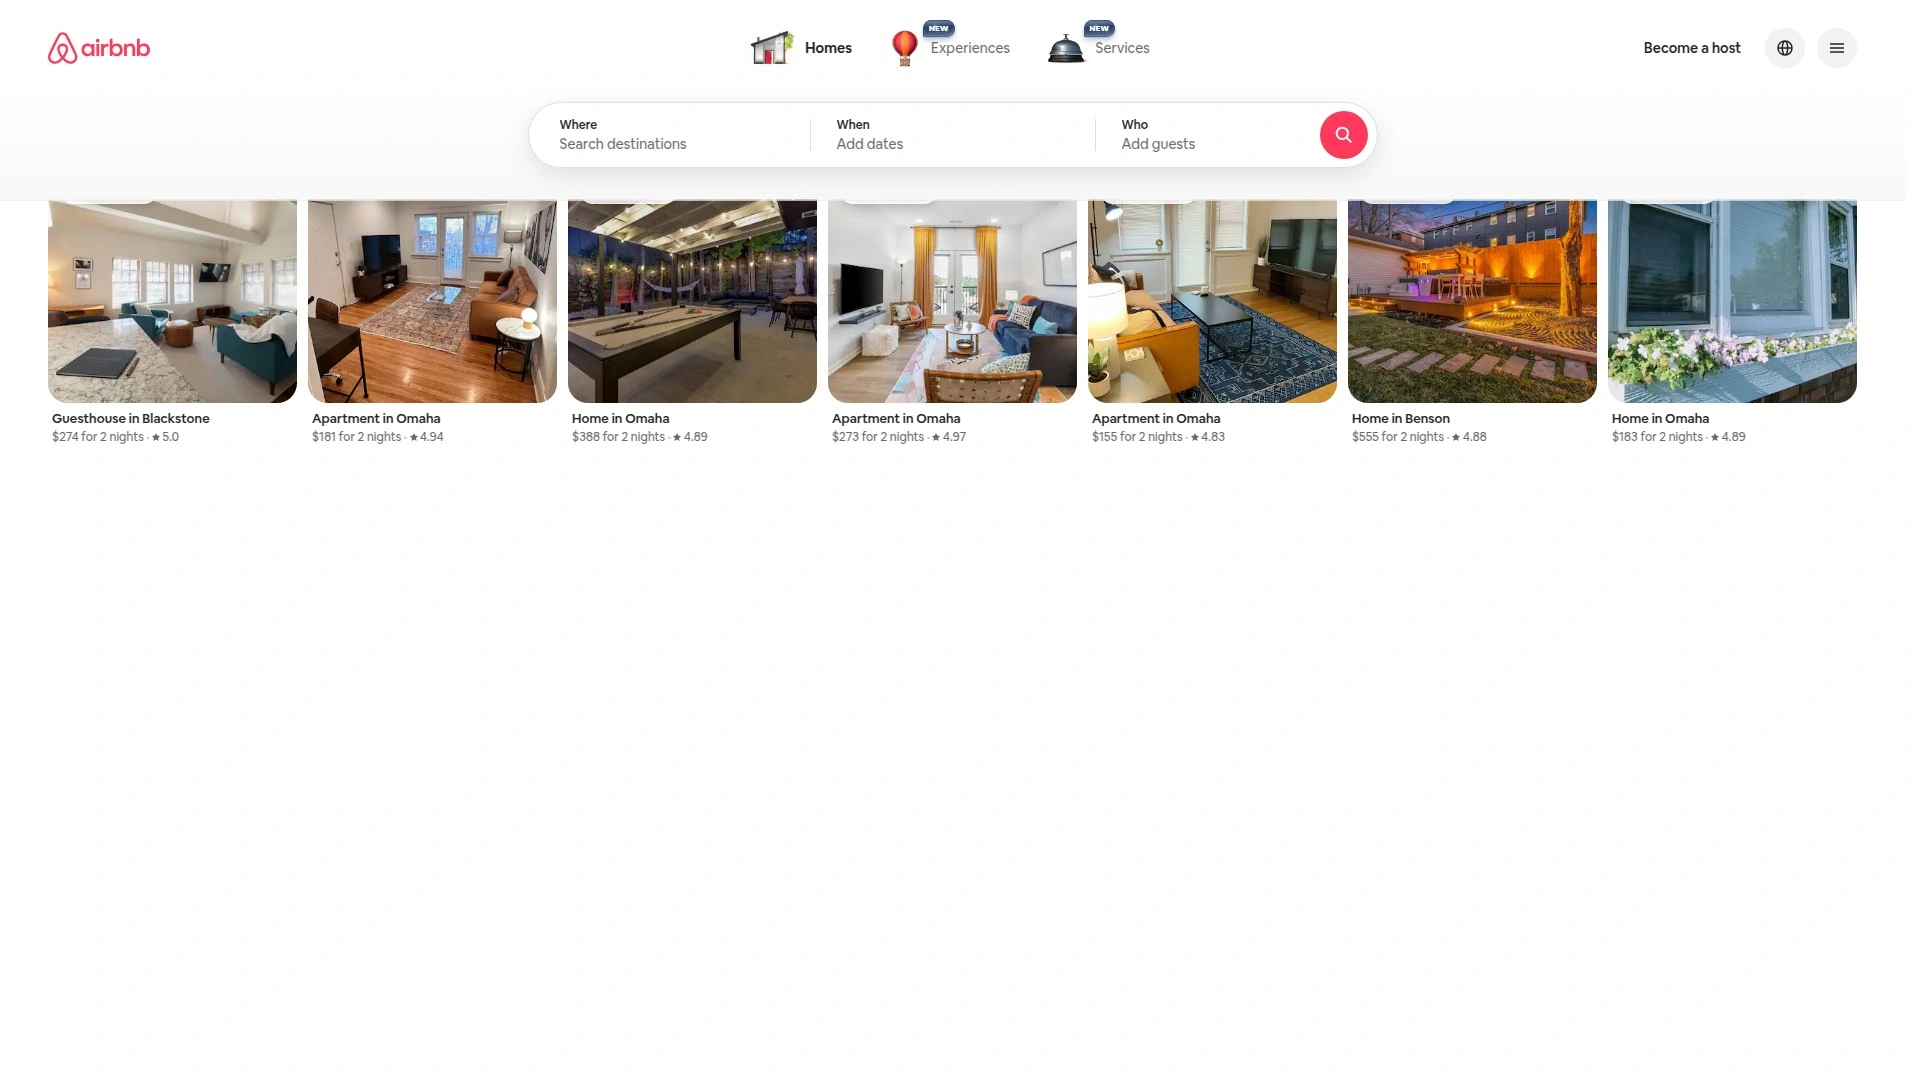 airbnb
Homes
NEW
Experiences
NEW
Services
Become a host
Where
Search destinations
When
Add dates
Who
Add guests
Guesthouse in Blackstone
$274 for 2 nights · ★ 5.0
Apartment in Omaha
$181 for 2 nights · ★ 4.94
Home in Omaha
$388 for 2 nights · ★ 4.89
Apartment in Omaha
$273 for 2 nights · ★ 4.97
Apartment in Omaha
$155 for 2 nights · ★ 4.83
Home in Benson
$555 for 2 nights · ★ 4.88
Home in Omaha
$183 for 2 nights · ★ 4.89